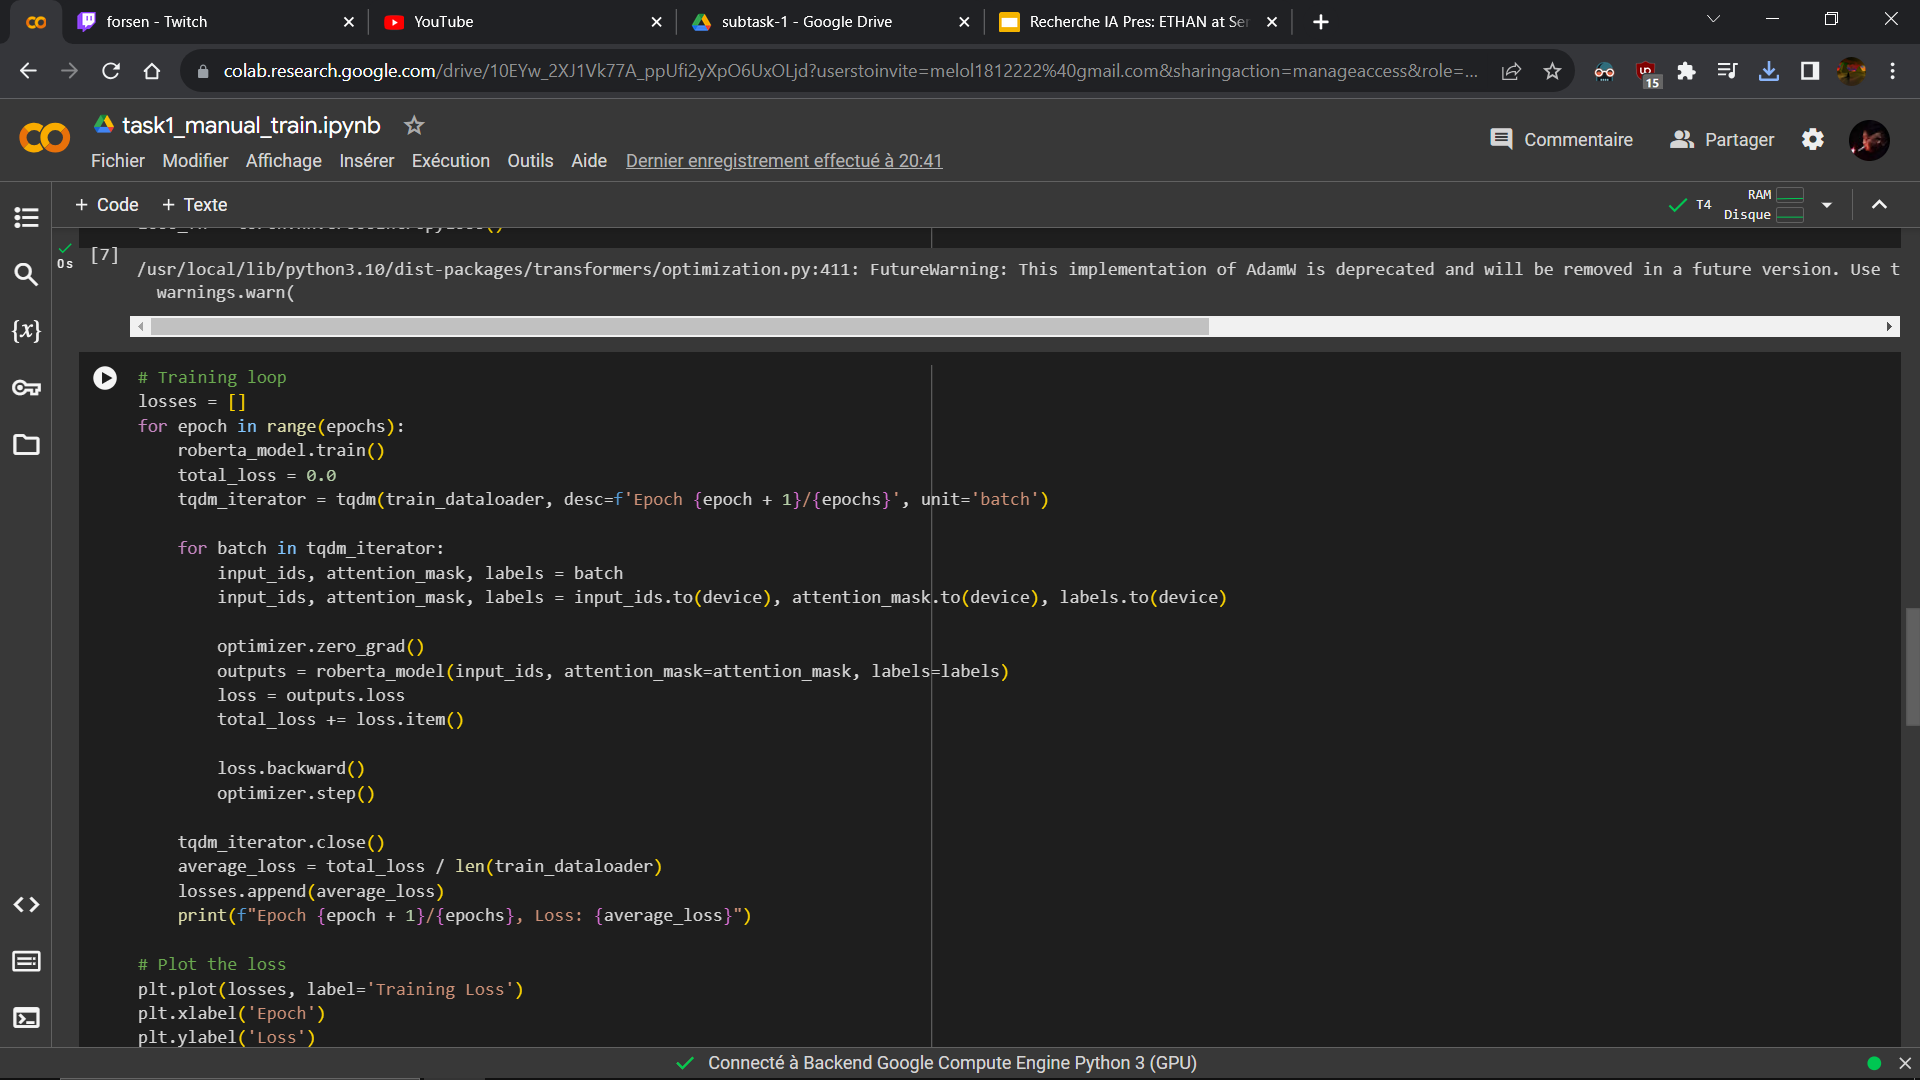 forsen - Twitch
YouTube
subtask-1 - Google Drive
Recherche IA Pres: ETHAN at Ser
colab.research.google.com/drive/10EYw_2XJ1Vk77A_ppUfi2yXpO6UxOLjd?userstoinvite=melol1812222%40gmail.com&sharingaction=manageaccess&role=...
15
task1_manual_train.ipynb
Commentaire
Partager
Fichier Modifier Affichage Insérer Exécution Outils Aide Dernier enregistrement effectué à 20:41
+ Code + Texte
T4
RAM
Disque
0s
[7]
/usr/local/lib/python3.10/dist-packages/transformers/optimization.py:411: FutureWarning: This implementation of AdamW is deprecated and will be removed in a future version. Use t
warnings.warn(
{x}
# Training loop
losses = []
for epoch in range(epochs):
    roberta_model.train()
    total_loss = 0.0
    tqdm_iterator = tqdm(train_dataloader, desc=f'Epoch {epoch + 1}/{epochs}', unit='batch')
    for batch in tqdm_iterator:
        input_ids, attention_mask, labels = batch
        input_ids, attention_mask, labels = input_ids.to(device), attention_mask.to(device), labels.to(device)
        optimizer.zero_grad()
        outputs = roberta_model(input_ids, attention_mask=attention_mask, labels=labels)
        loss = outputs.loss
        total_loss += loss.item()
        loss.backward()
        optimizer.step()
    tqdm_iterator.close()
    average_loss = total_loss / len(train_dataloader)
    losses.append(average_loss)
    print(f"Epoch {epoch + 1}/{epochs}, Loss: {average_loss}")
# Plot the loss
plt.plot(losses, label='Training Loss')
plt.xlabel('Epoch')
plt.ylabel('Loss')
Connecté à Backend Google Compute Engine Python 3 (GPU)